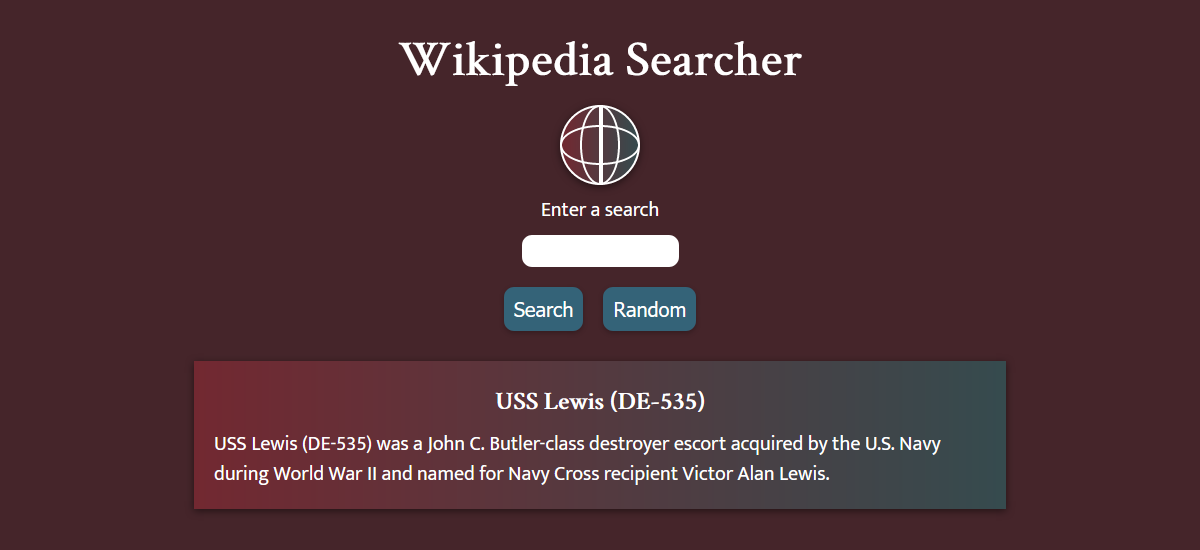 Wikipedia Searcher
Enter a search
Search
Random
USS Lewis (DE-535)
USS Lewis (DE-535) was a John C. Butler-class destroyer escort acquired by the U.S. Navy
during World War II and named for Navy Cross recipient Victor Alan Lewis.